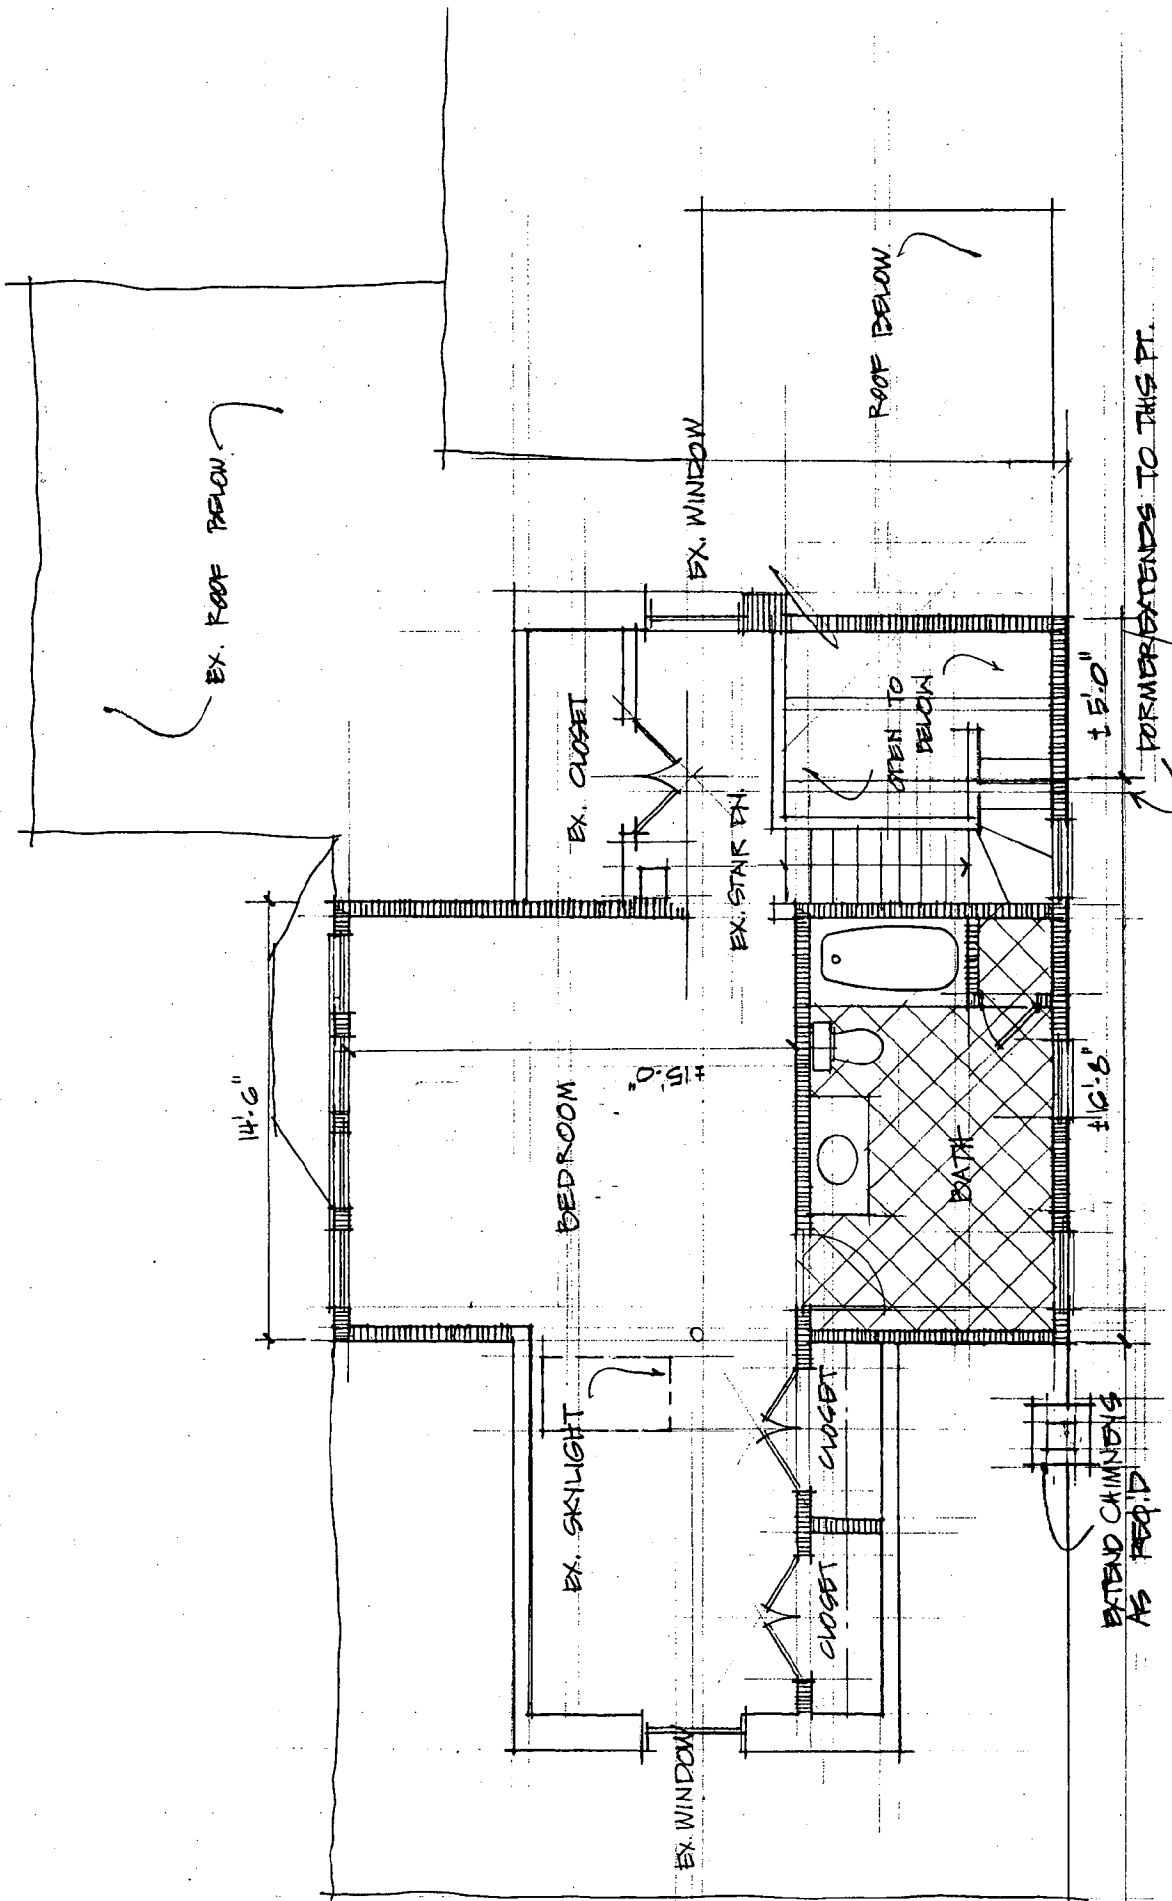 EX. ROOF BELOW
14'-6"
EX. SKYLIGHT
BEDROOM
EX. CLOSET
±15'-0"
EX. WINDOW
EX. STAIR DN.
EX. WINDOW
CLOSET
CLOSET
OPEN TO
BELOW
ROOF BELOW
BATH
±16'-8"
±5'-0"
EXTEND CHIMNEYS
AS REQ'D
DORMER EXTENDS TO THIS PT.